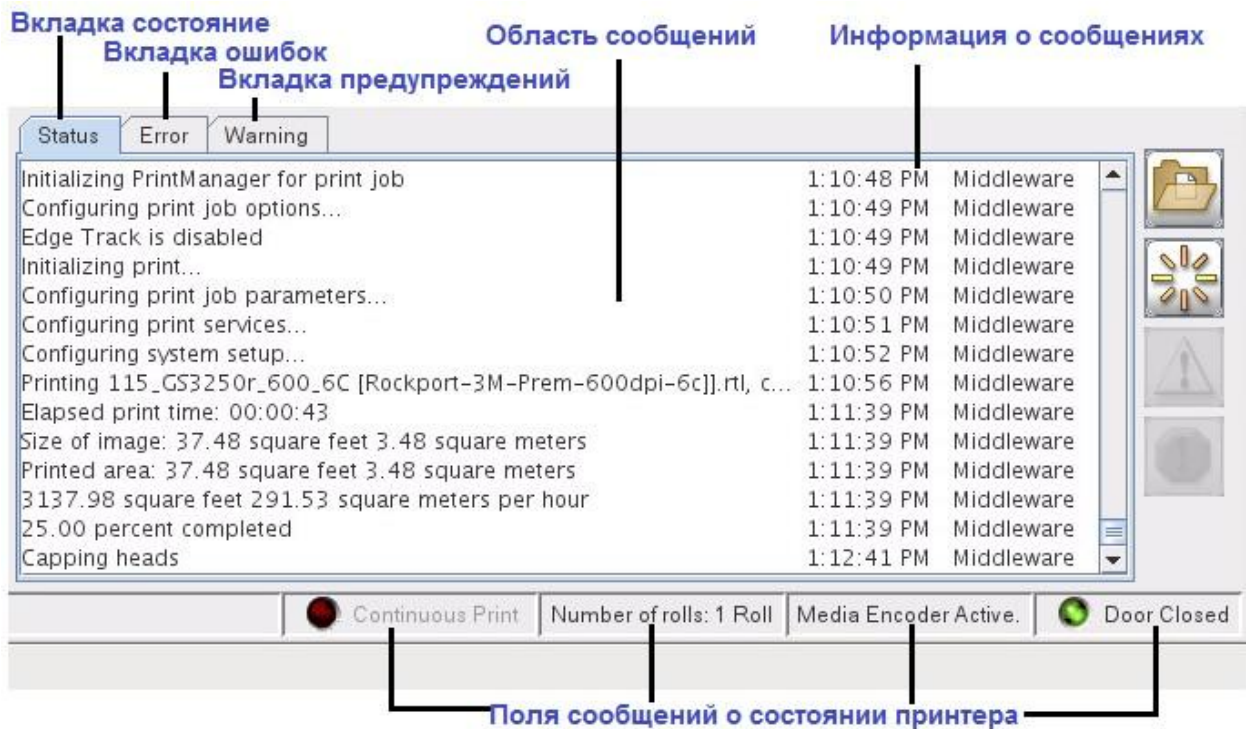 Вкладка состояние
Вкладка ошибок
Вкладка предупреждений
Область сообщений
Информация о сообщениях
Status Error Warning
Initializing PrintManager for print job 1:10:48 PM Middleware
Configuring print job options... 1:10:49 PM Middleware
Edge Track is disabled 1:10:49 PM Middleware
Initializing print... 1:10:49 PM Middleware
Configuring print job parameters... 1:10:50 PM Middleware
Configuring print services... 1:10:51 PM Middleware
Configuring system setup... 1:10:52 PM Middleware
Printing 115_GS3250r_600_6C [Rockport-3M-Prem-600dpi-6c]].rtl, c... 1:10:56 PM Middleware
Elapsed print time: 00:00:43 1:11:39 PM Middleware
Size of image: 37.48 square feet 3.48 square meters 1:11:39 PM Middleware
Printed area: 37.48 square feet 3.48 square meters 1:11:39 PM Middleware
3137.98 square feet 291.53 square meters per hour 1:11:39 PM Middleware
25.00 percent completed 1:11:39 PM Middleware
Capping heads 1:12:41 PM Middleware
Continuous Print Number of rolls: 1 Roll Media Encoder Active. Door Closed
Поля сообщений о состоянии принтера